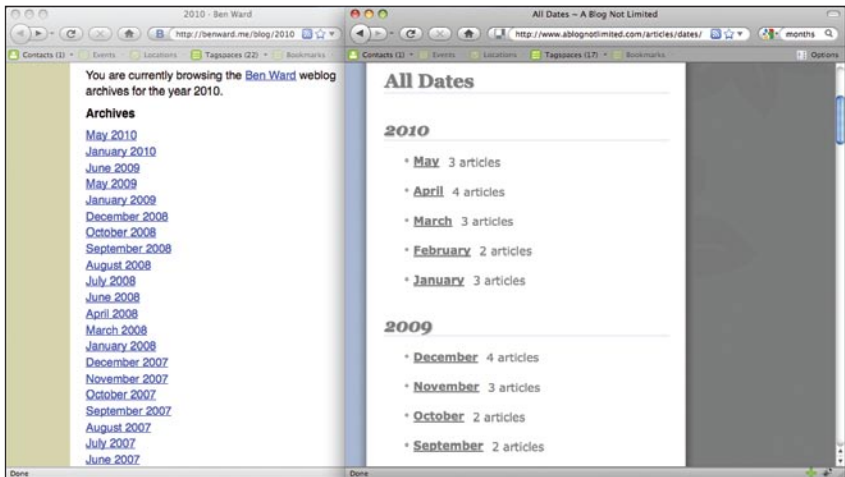 2010 - Ben Ward
http://benward.me/blog/2010
Contacts (1) Events Locations Tagspaces (22) Bookmarks
You are currently browsing the Ben Ward weblog
archives for the year 2010.
Archives
May 2010
January 2010
June 2009
May 2009
January 2009
December 2008
October 2008
September 2008
August 2008
July 2008
June 2008
April 2008
March 2008
January 2008
December 2007
November 2007
October 2007
September 2007
August 2007
July 2007
June 2007
Done
All Dates ~ A Blog Not Limited
http://www.ablognotlimited.com/articles/dates/ months
Contacts (1) Events Locations Tagspaces (17) Bookmarks Options
All Dates
2010
• May 3 articles
• April 4 articles
• March 3 articles
• February 2 articles
• January 3 articles
2009
• December 4 articles
• November 3 articles
• October 2 articles
• September 2 articles
Done